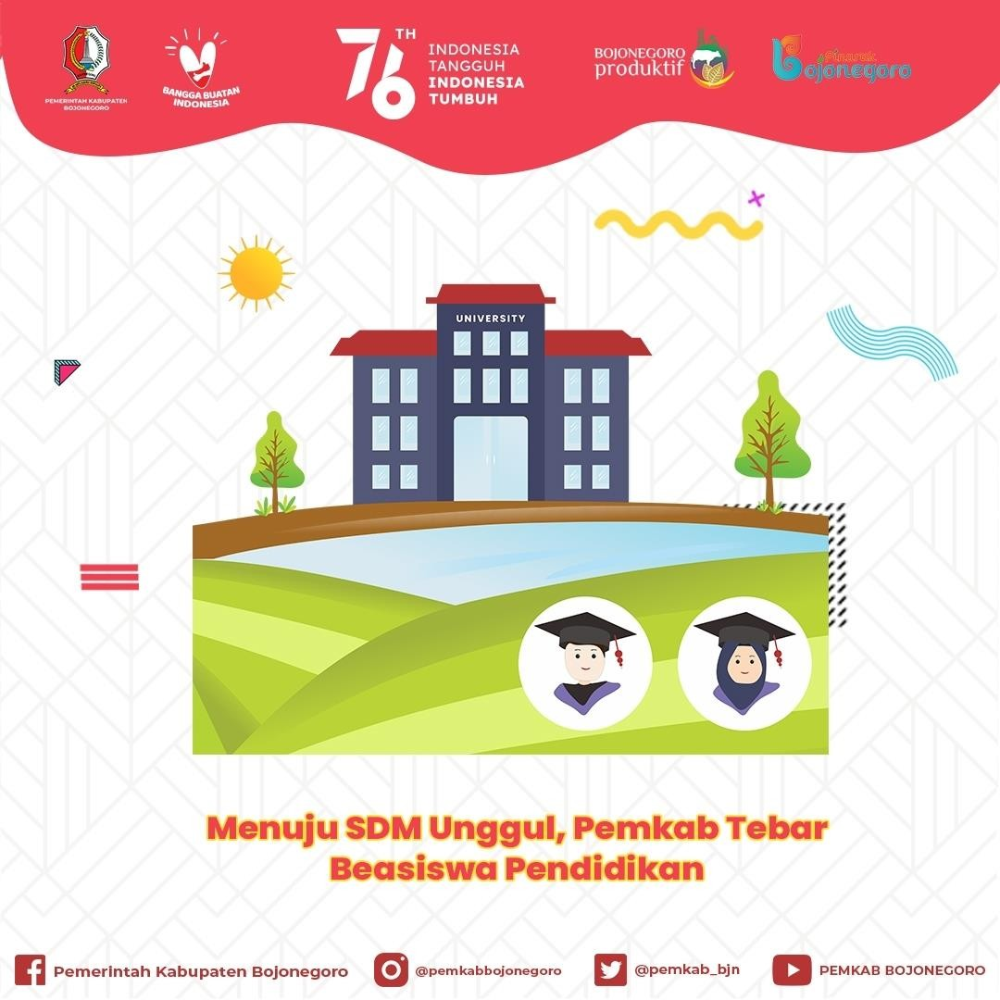 PEMERINTAH KABUPATEN
BOJONEGORO
BANGGA BUATAN
INDONESIA
76TH
INDONESIA
TANGGUH
INDONESIA
TUMBUH
BOJONEGORO
produktif
Pinarak
Bojonegoro
UNIVERSITY
Menuju SDM Unggul, Pemkab Tebar
Beasiswa Pendidikan
Pemerintah Kabupaten Bojonegoro
@pemkabbojonegoro
@pemkab_bjn
PEMKAB BOJONEGORO